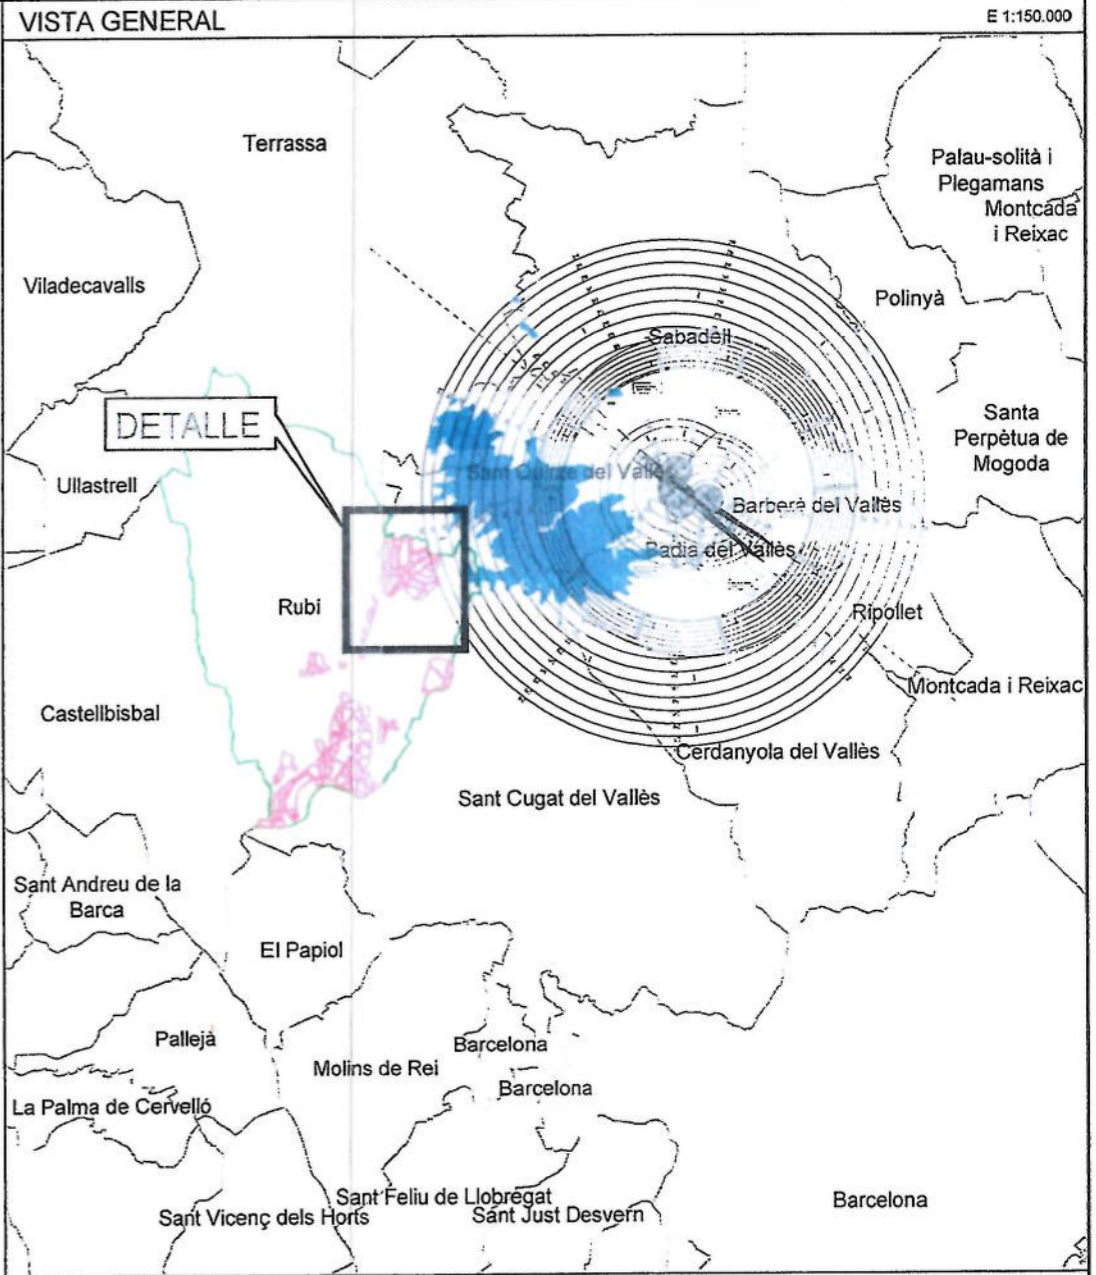 VISTA GENERAL
E 1:150.000
Terrassa
Palau-solità i
Plegamans
Montcada
i Reixac
Viladecavalls
Polinyà
Sabadell
DETALLE
Santa
Perpètua de
Mogoda
Ullastrell
Sant Quirze del Vallès
Barberà del Vallès
Badia del Vallès
Rubí
Ripollet
Montcada i Reixac
Castellbisbal
Cerdanyola del Vallès
Sant Cugat del Vallès
Sant Andreu de la
Barca
El Papiol
Pallejà
Barcelona
Molins de Rei
Barcelona
La Palma de Cervelló
Sant Feliu de Llobregat
Barcelona
Sant Vicenç dels Horts
Sant Just Desvern